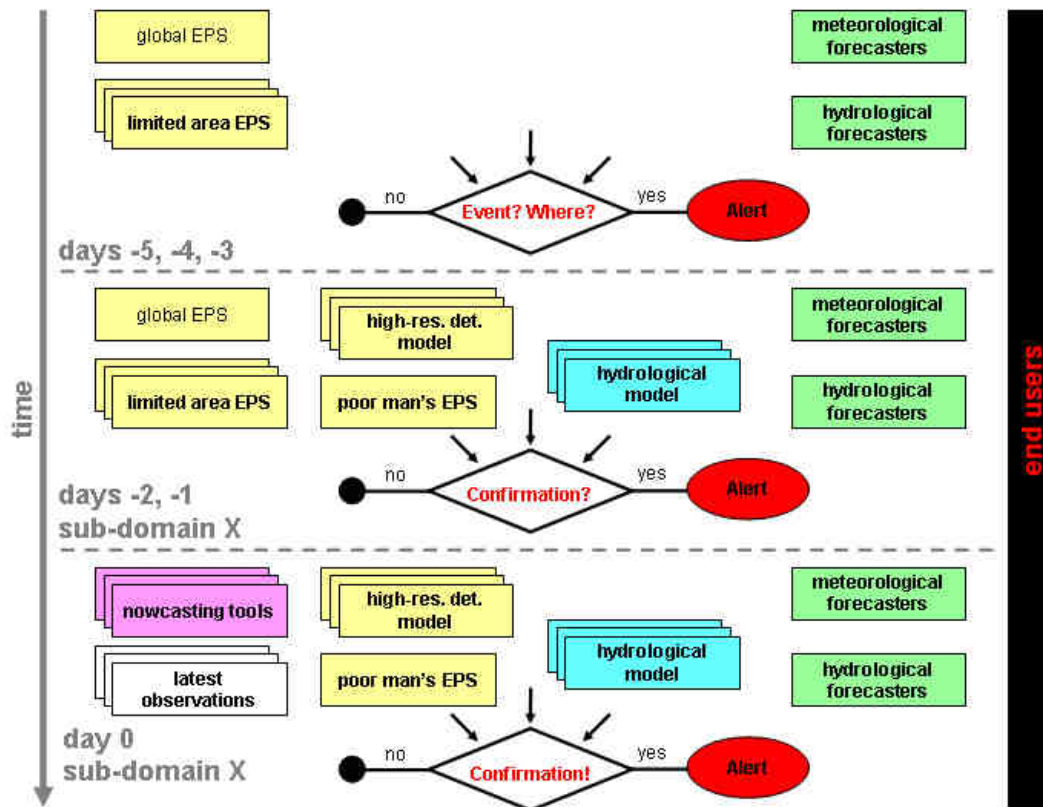 global EPS
limited area EPS
meteorological
forecasters
hydrological
forecasters
no
Event? Where?
yes
Alert
days -5, -4, -3
global EPS
limited area EPS
high-res. det.
model
poor man's EPS
hydrological
model
meteorological
forecasters
hydrological
forecasters
no
Confirmation?
yes
Alert
days -2, -1
sub-domain X
nowcasting tools
latest
observations
high-res. det.
model
poor man's EPS
hydrological
model
meteorological
forecasters
hydrological
forecasters
no
Confirmation!
yes
Alert
day 0
sub-domain X
time
end users